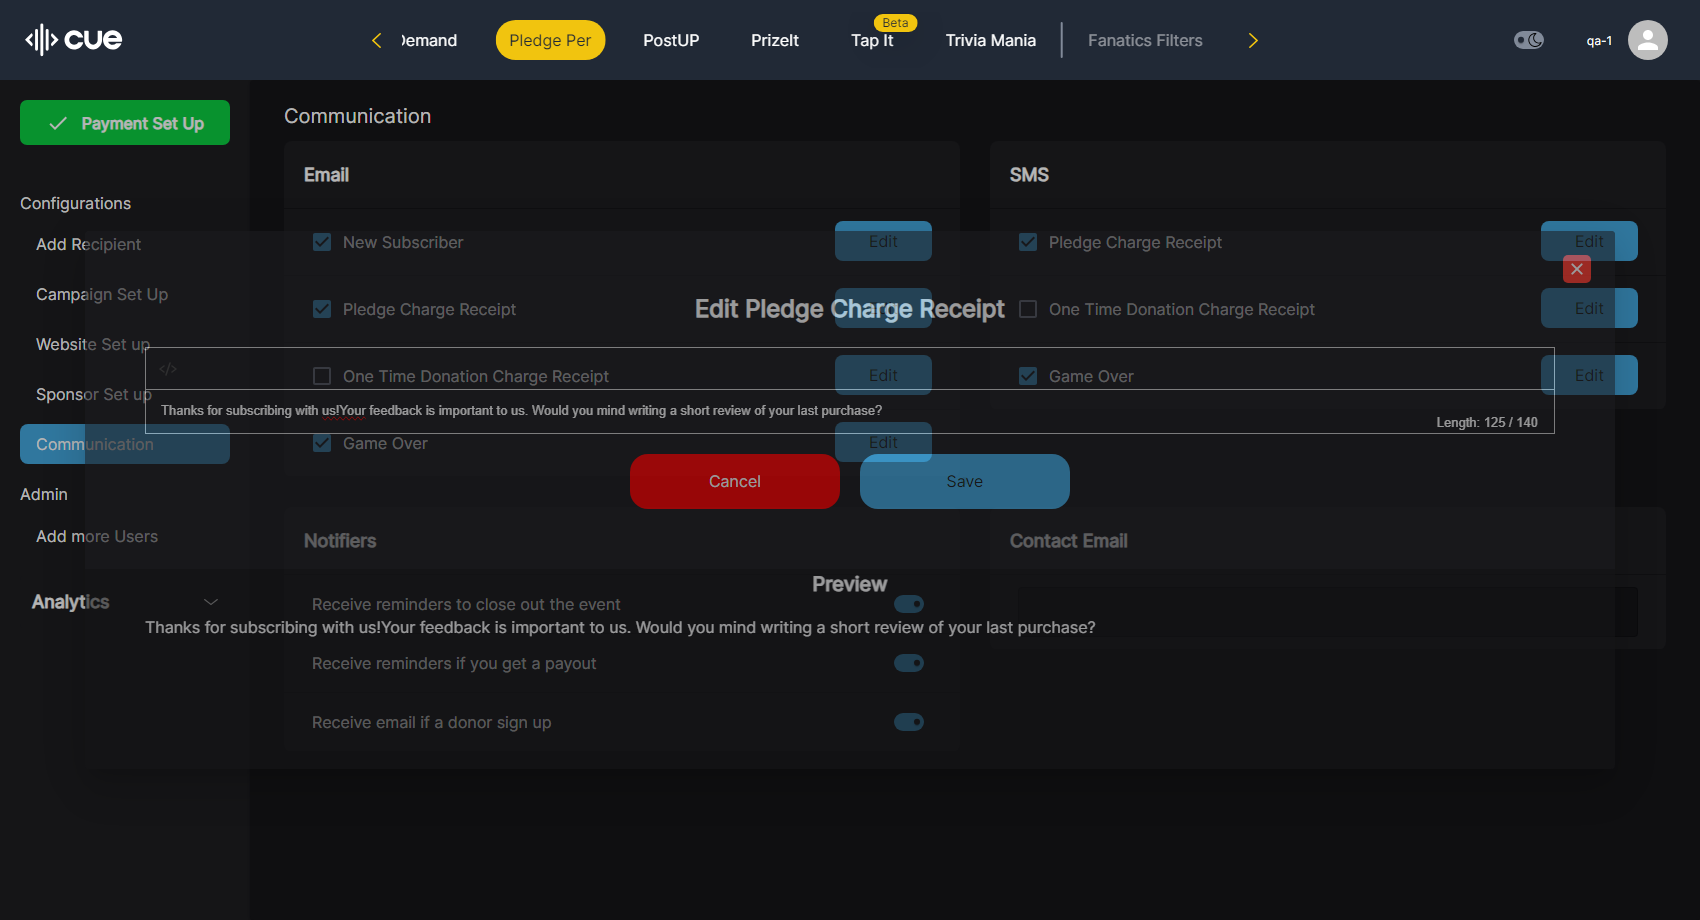 cue
Demand
Pledge Per
PostUP
PrizeIt
Beta
Tap It
Trivia Mania
Fanatics Filters
qa-1
Payment Set Up
Configurations
Add Recipient
Campaign Set Up
Website Set up
Sponsor Set up
Communication
Admin
Add more Users
Analytics
Communication
Email
New Subscriber
Edit
Pledge Charge Receipt
One Time Donation Charge Receipt
Edit
Game Over
Edit
SMS
Pledge Charge Receipt
Edit
One Time Donation Charge Receipt
Edit
Game Over
Edit
Edit Pledge Charge Receipt
</>
Thanks for subscribing with us!Your feedback is important to us. Would you mind writing a short review of your last purchase?
Length: 125 / 140
Cancel
Save
Notifiers
Receive reminders to close out the event
Receive reminders if you get a payout
Receive email if a donor sign up
Contact Email
Preview
Thanks for subscribing with us!Your feedback is important to us. Would you mind writing a short review of your last purchase?